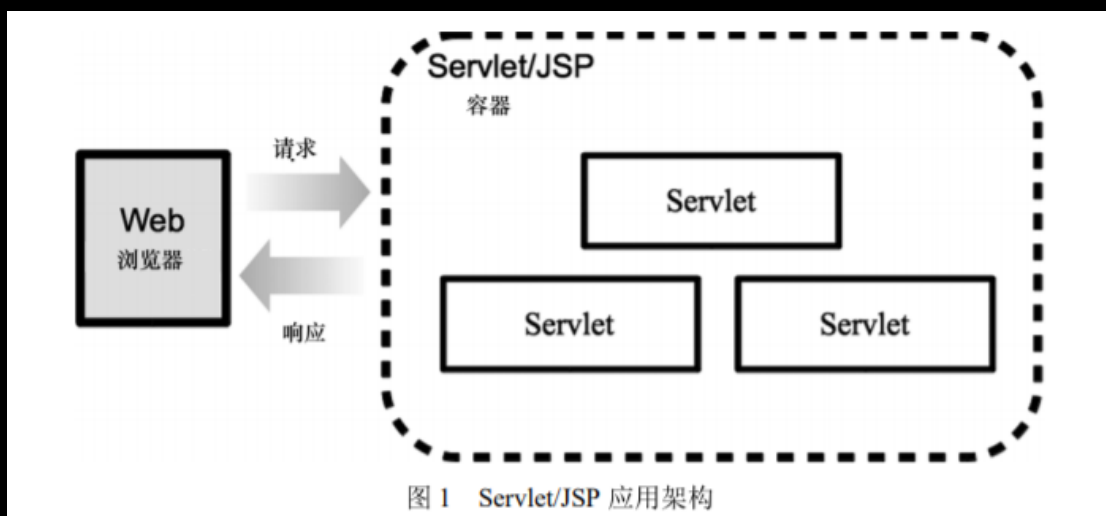 Servlet/JSP
容器
请求
Web
浏览器
响应
Servlet
Servlet
Servlet
图 1 Servlet/JSP 应用架构